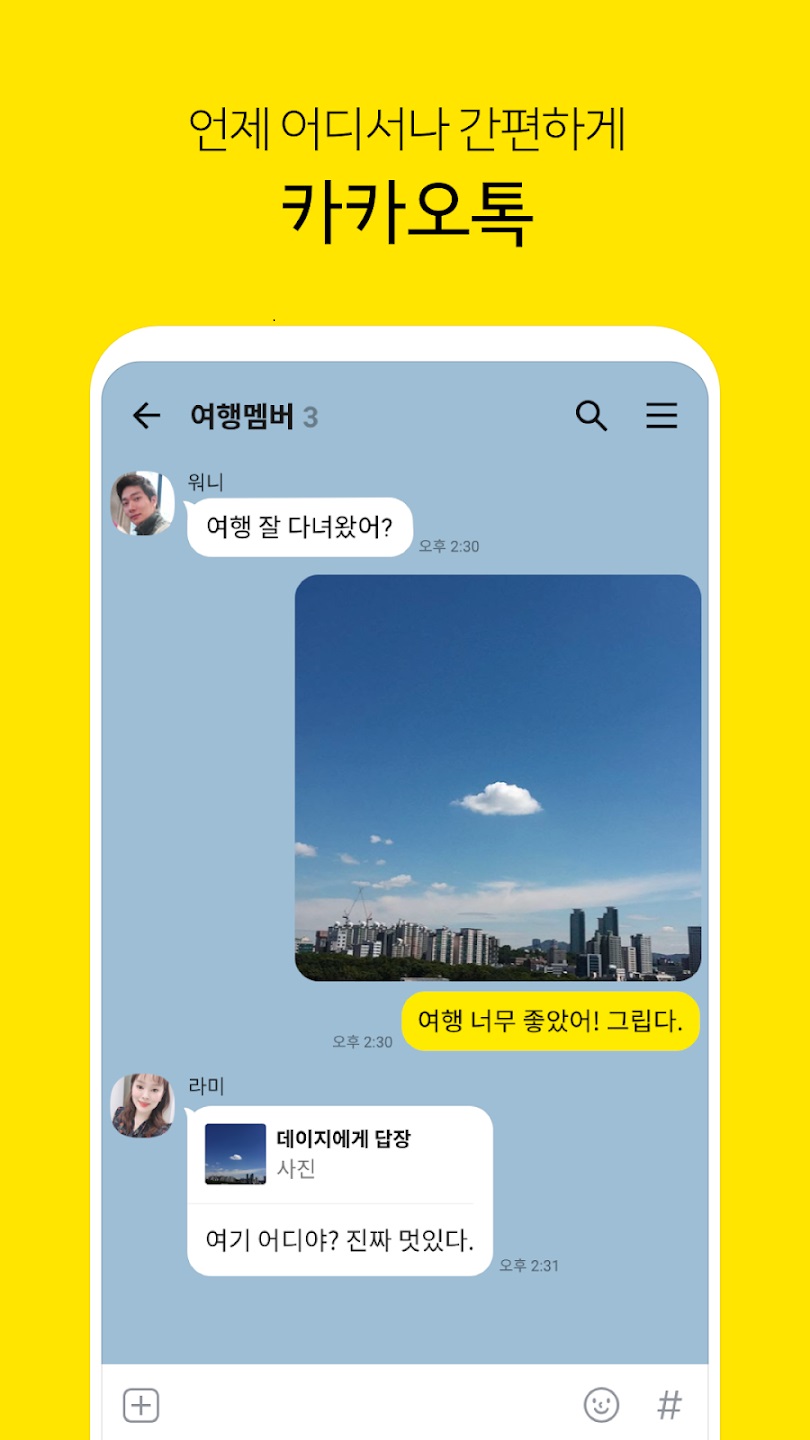 언제 어디서나 간편하게
카카오톡
여행멤버 3
워니
여행 잘 다녀왔어?
오후 2:30
여행 너무 좋았어! 그립다.
오후 2:30
라미
데이지에게 답장
사진
여기 어디야? 진짜 멋있다.
오후 2:31
#